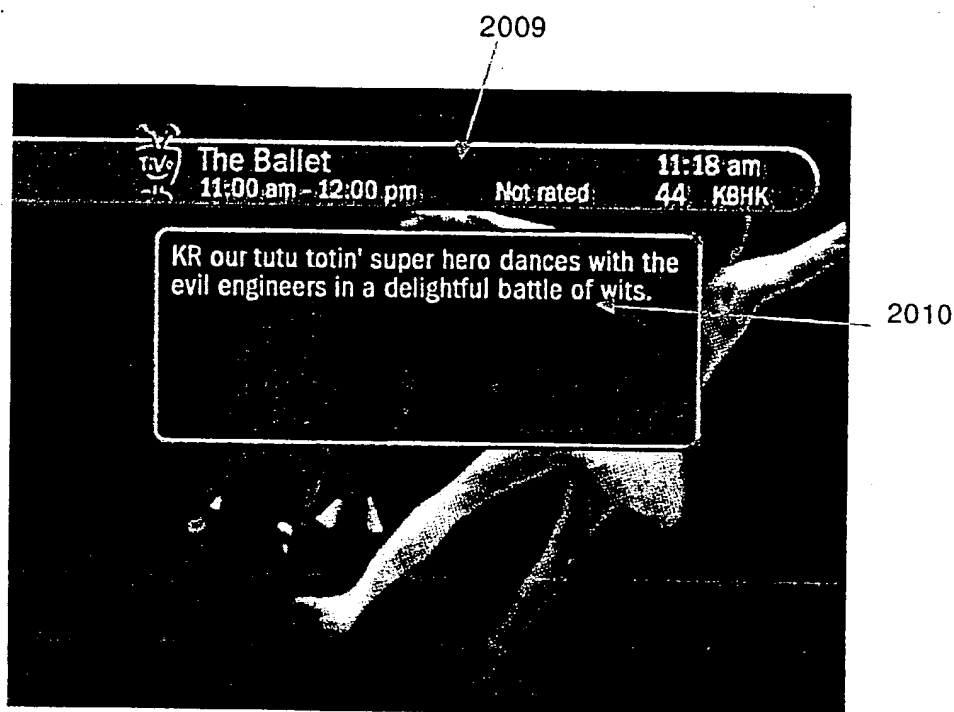 2009
TiVo The Ballet 11:18 am
11:00 am - 12:00 pm Not rated 44 KBHK
KR our tutu totin' super hero dances with the
evil engineers in a delightful battle of wits.
2010